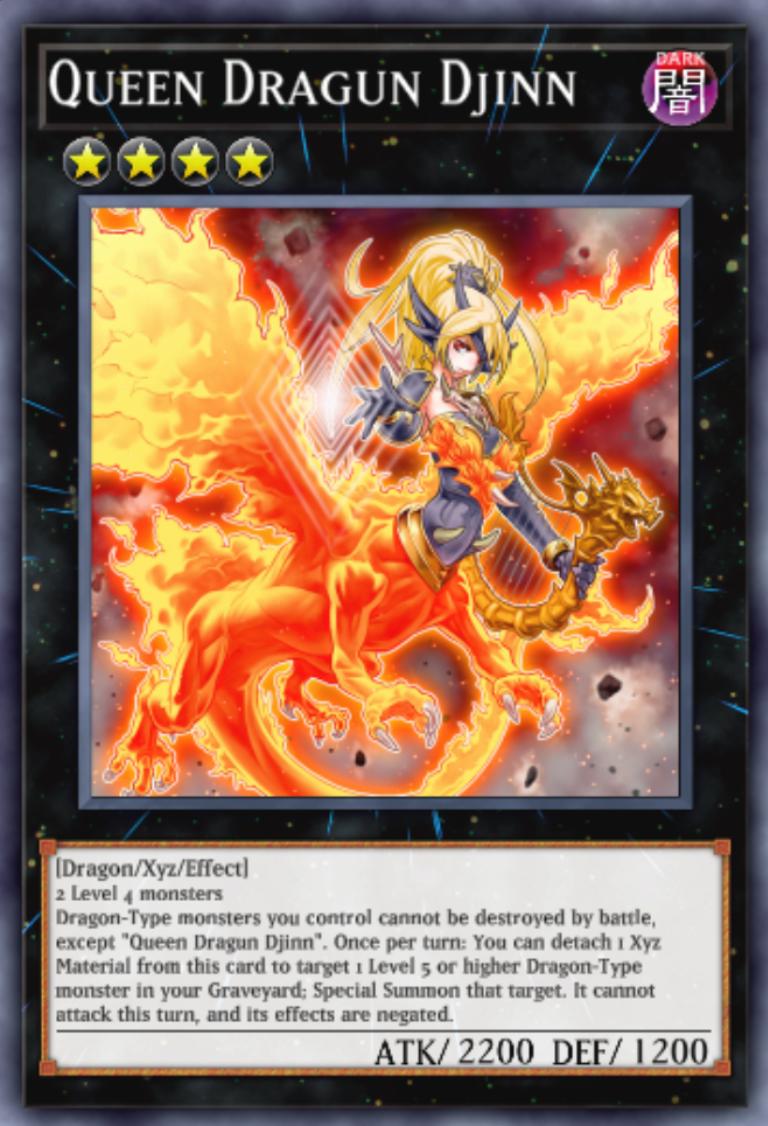 QUEEN DRAGUN DJINN
DARK
闇
[Dragon/Xyz/Effect]
2 Level 4 monsters
Dragon-Type monsters you control cannot be destroyed by battle,
except "Queen Dragun Djinn". Once per turn: You can detach 1 Xyz
Material from this card to target 1 Level 5 or higher Dragon-Type
monster in your Graveyard; Special Summon that target. It cannot
attack this turn, and its effects are negated.
ATK/ 2200 DEF/ 1200